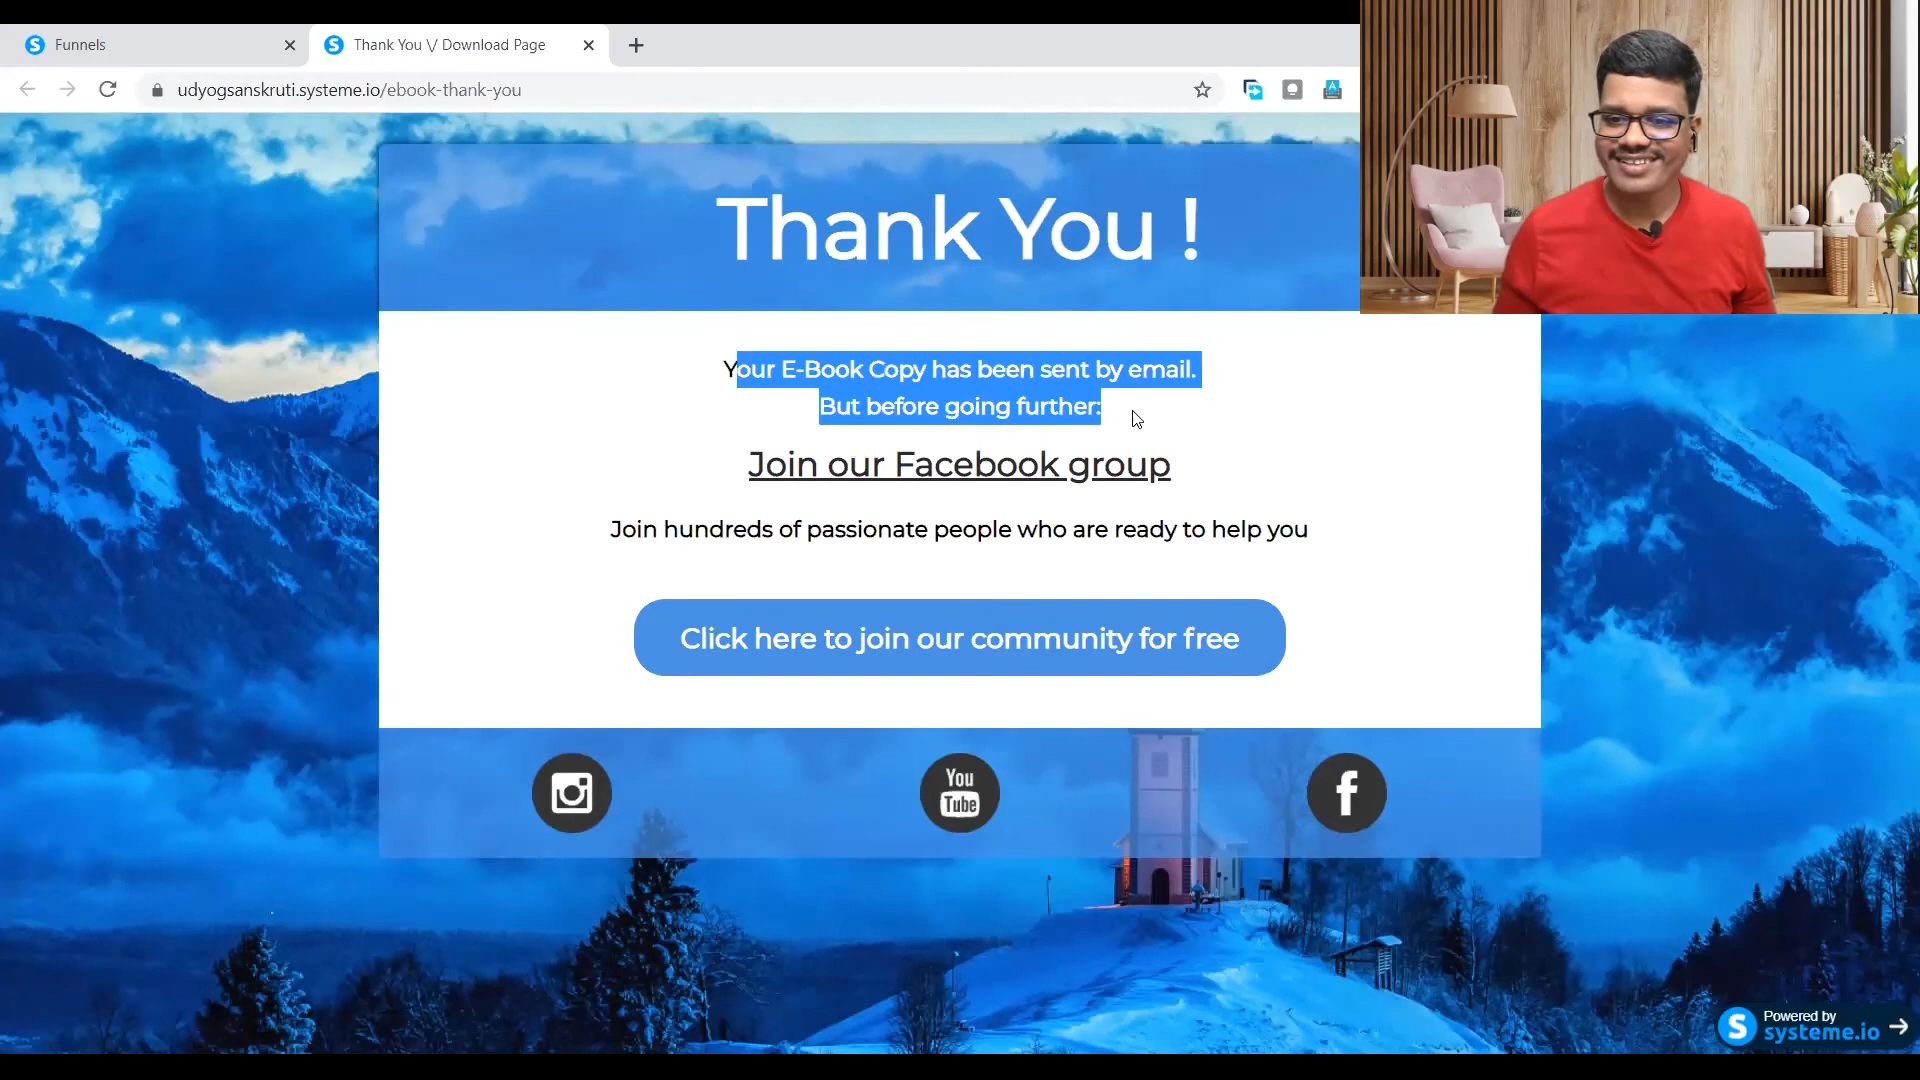 Funnels
Thank You \/ Download Page
udyogsanskruti.systeme.io/ebook-thank-you
Thank You !
Your E-Book Copy has been sent by email.
But before going further:
Join our Facebook group
Join hundreds of passionate people who are ready to help you
Click here to join our community for free
You
Tube
Powered by
systeme.io